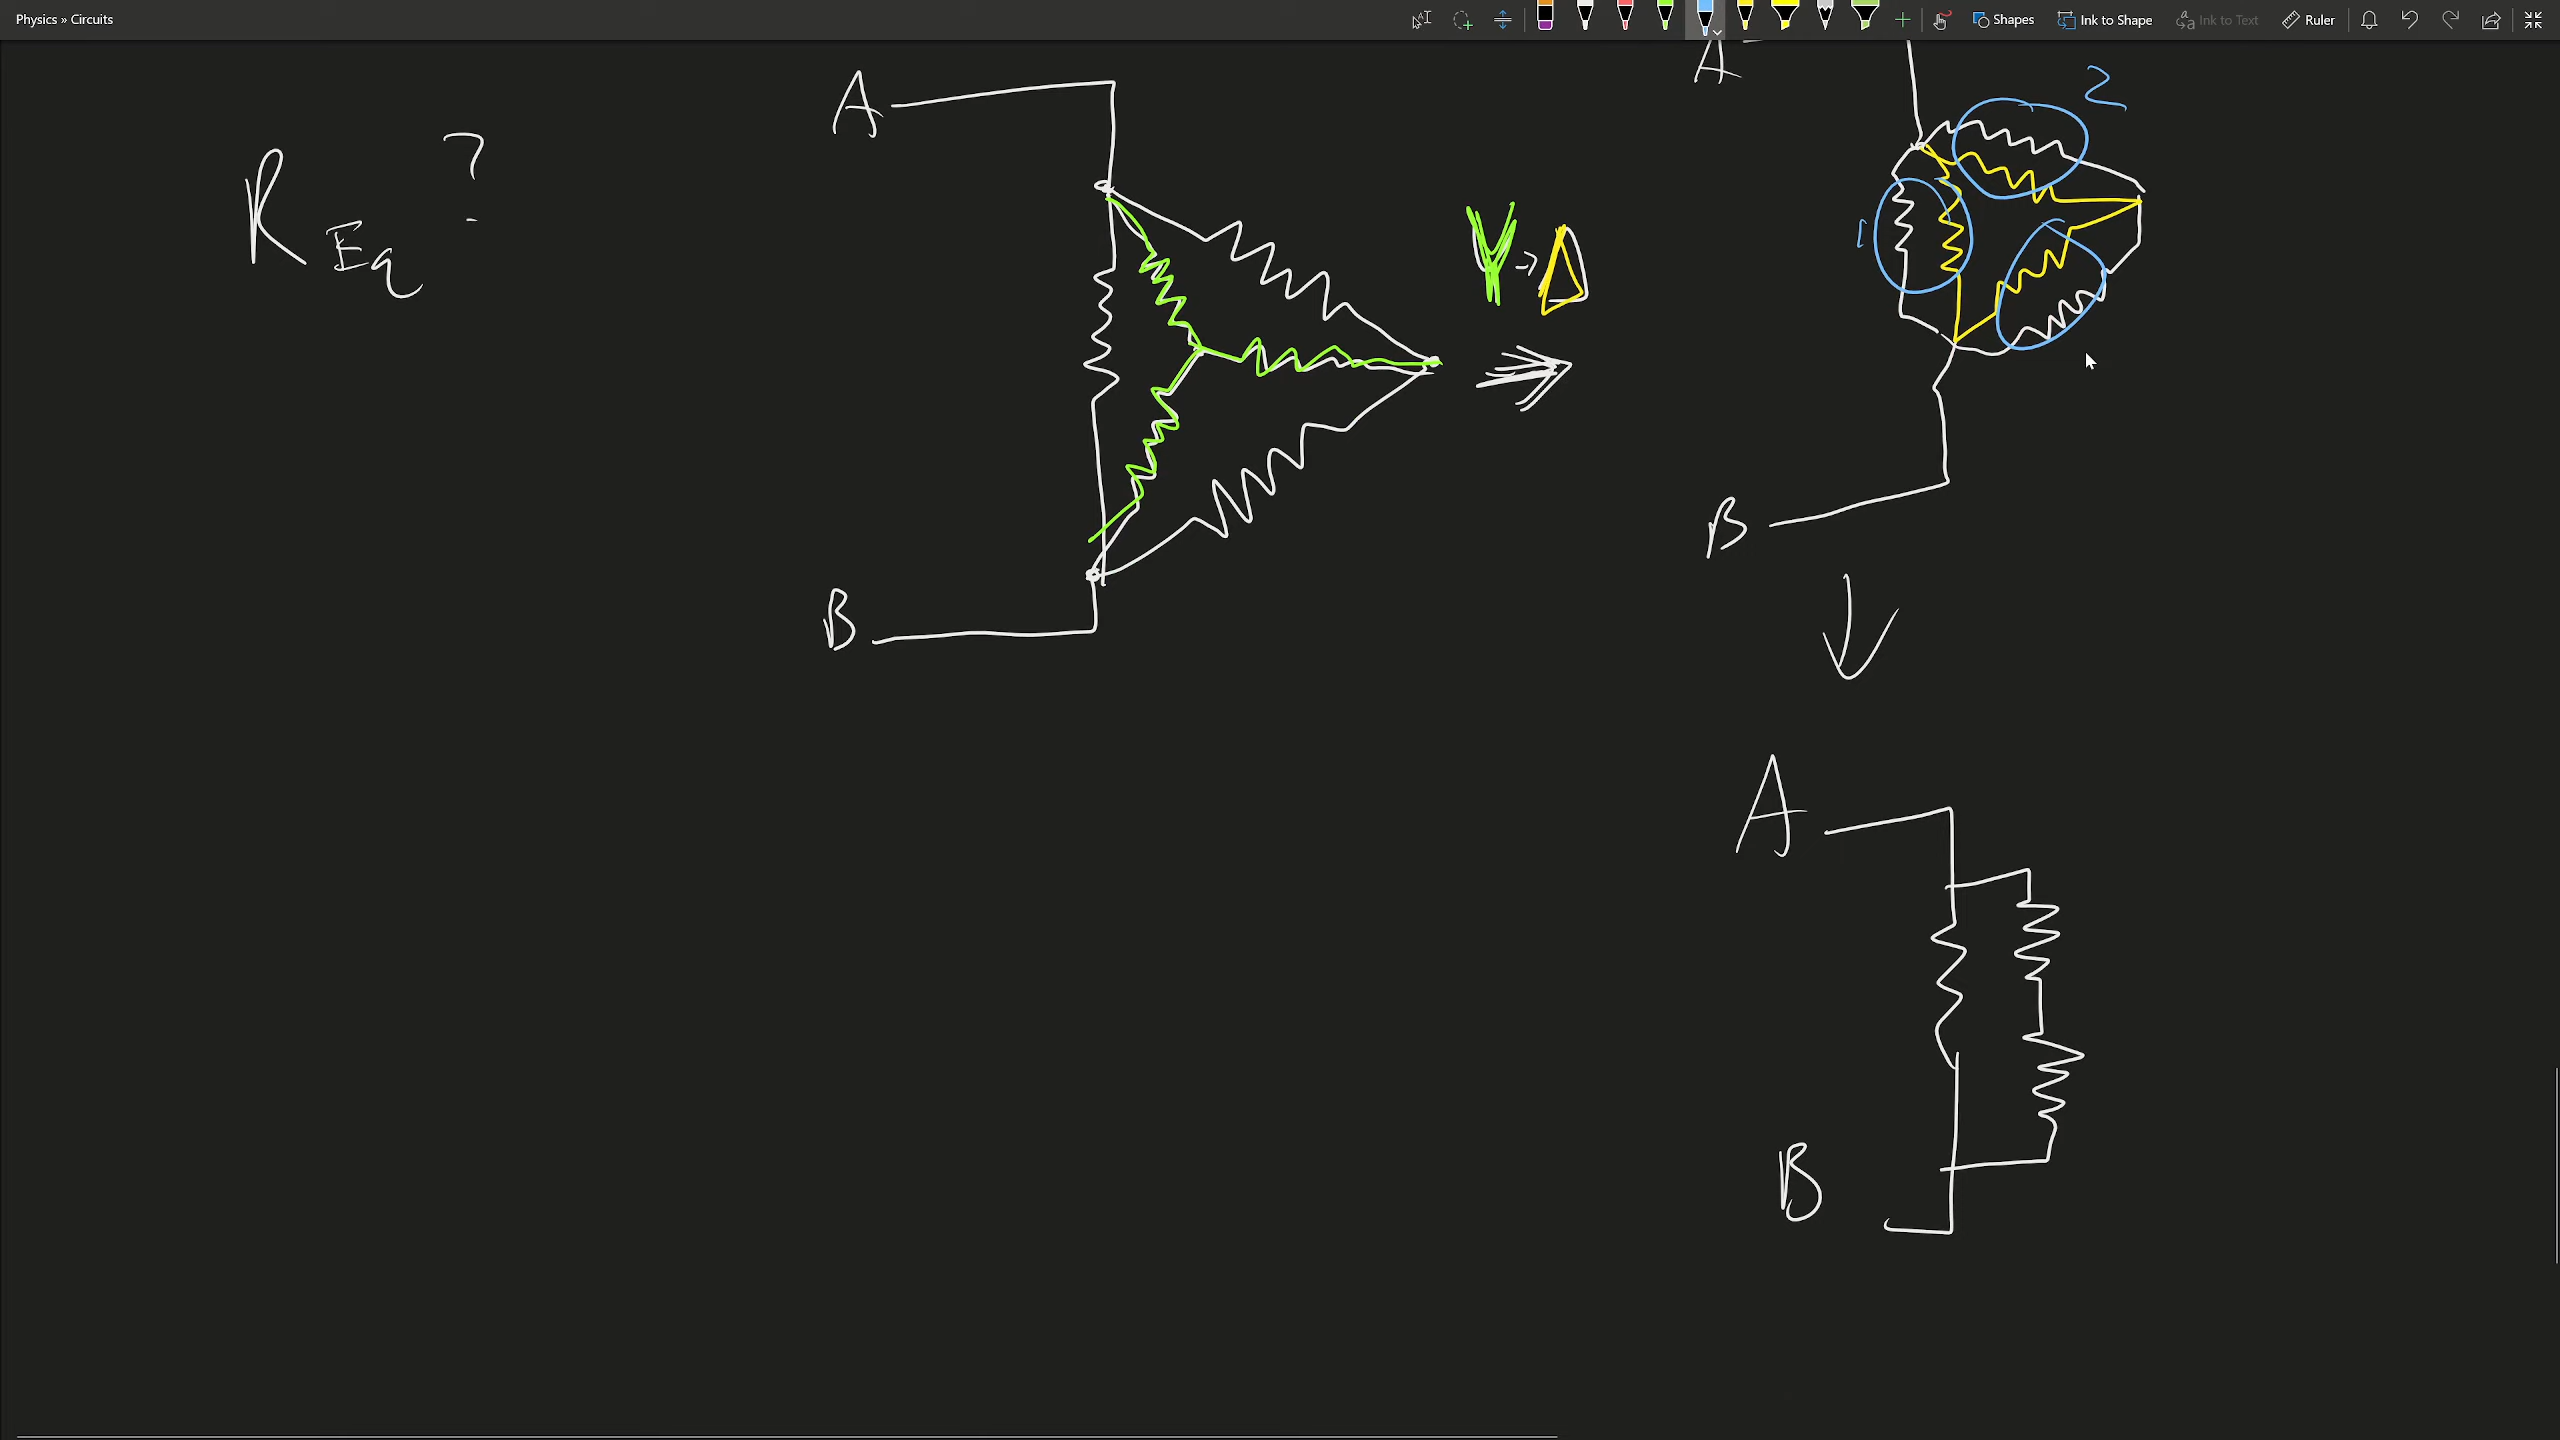 Physics » Circuits
Shapes
Ink to Shape
Ink to Text
Ruler
R Eq ?
A
B
Y → Δ
A
2
1
B
A
B